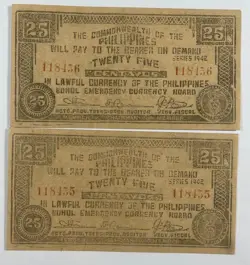 25 THE COMMONWEALTH OF THE 25
PHILIPPINES
WILL PAY TO THE BEARER ON DEMAND
SERIES 1942
TWENTY FIVE
118456 CENTAVOS 118456
IN LAWFUL CURRENCY OF THE PHILIPPINES
25 BOHOL EMERGENCY CURRENCY BOARD
25 THE COMMONWEALTH OF THE 25
PHILIPPINES
WILL PAY TO THE BEARER ON DEMAND
SERIES 1942
TWENTY FIVE
118455 CENTAVOS 118455
IN LAWFUL CURRENCY OF THE PHILIPPINES
25 BOHOL EMERGENCY CURRENCY BOARD